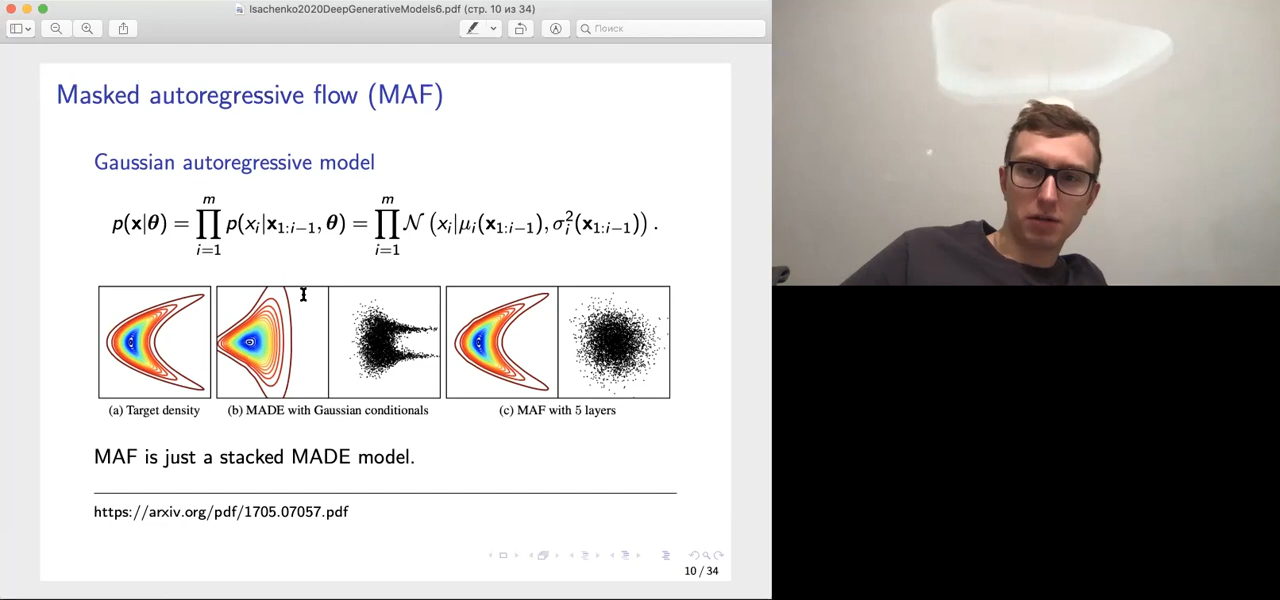 Isachenko2020DeepGenerativeModels6.pdf (стр. 10 из 34)
Поиск
Masked autoregressive flow (MAF)
Gaussian autoregressive model
p(x|θ) = ∏_{i=1}^{m} p(x_i|x_{1:i−1}, θ) = ∏_{i=1}^{m} 𝒩 (x_i|μ_i(x_{1:i−1}), σ_i^2(x_{1:i−1})) .
(a) Target density
(b) MADE with Gaussian conditionals
(c) MAF with 5 layers
MAF is just a stacked MADE model.
https://arxiv.org/pdf/1705.07057.pdf
10 / 34